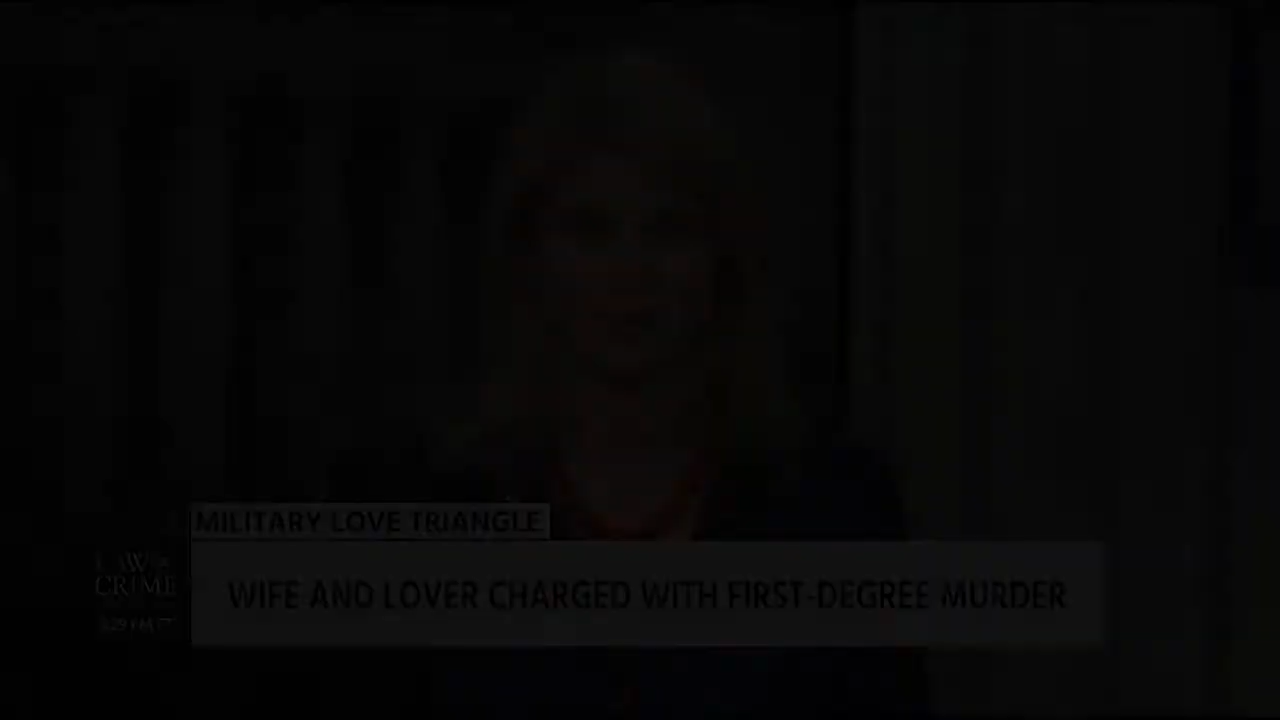 MILITARY LOVE TRIANGLE
LAW &
CRIME
WIFE AND LOVER CHARGED WITH FIRST-DEGREE MURDER